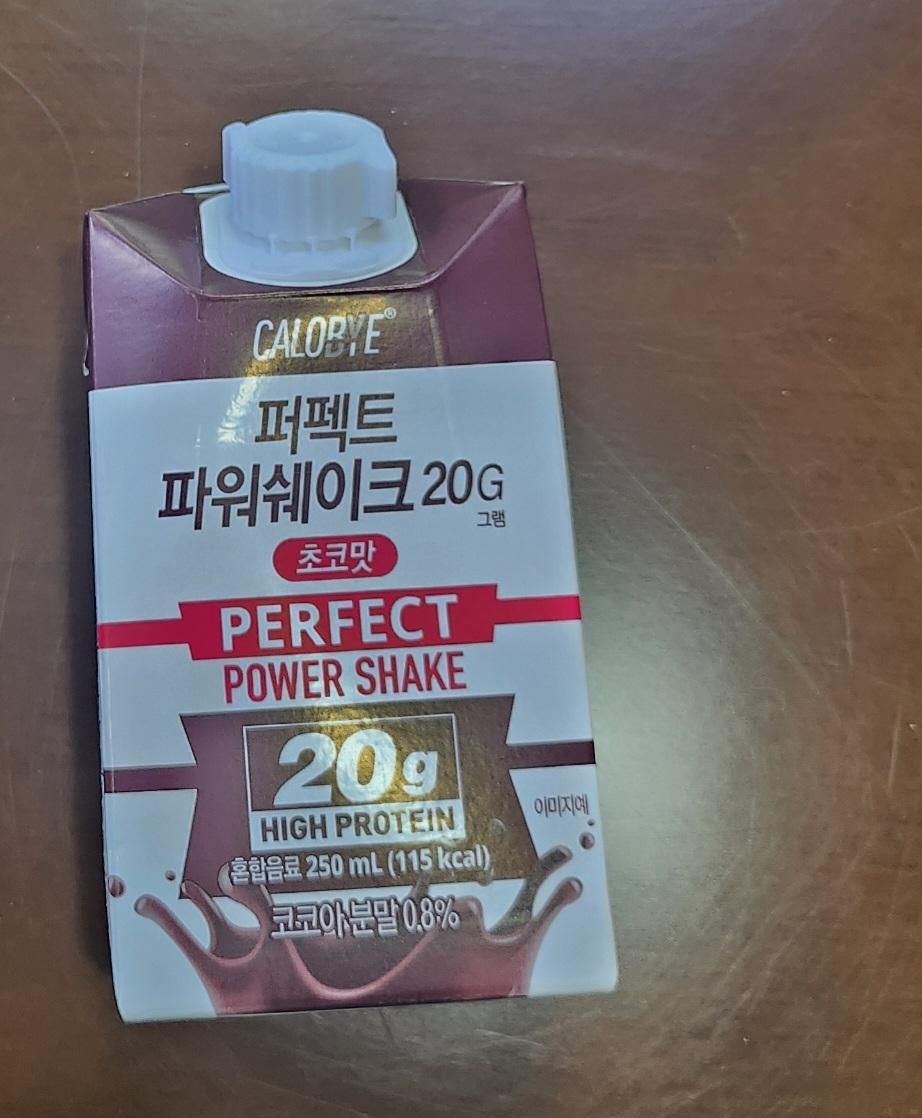 CALOBYE®
퍼펙트
파워쉐이크 20G
그램
초코맛
PERFECT
POWER SHAKE
20g
HIGH PROTEIN
이미지예
혼합음료 250 mL (115 kcal)
코코아분말 0.8%